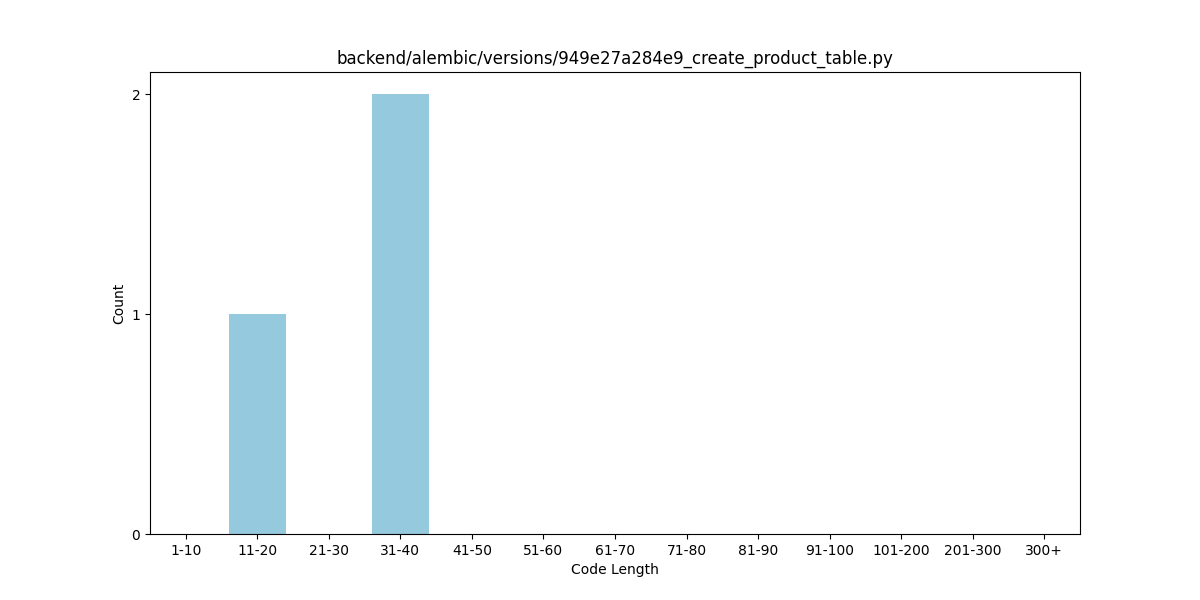 backend/alembic/versions/949e27a284e9_create_product_table.py
Count
2
1
0
1-10 11-20 21-30 31-40 41-50 51-60 61-70 71-80 81-90 91-100 101-200 201-300 300+
Code Length